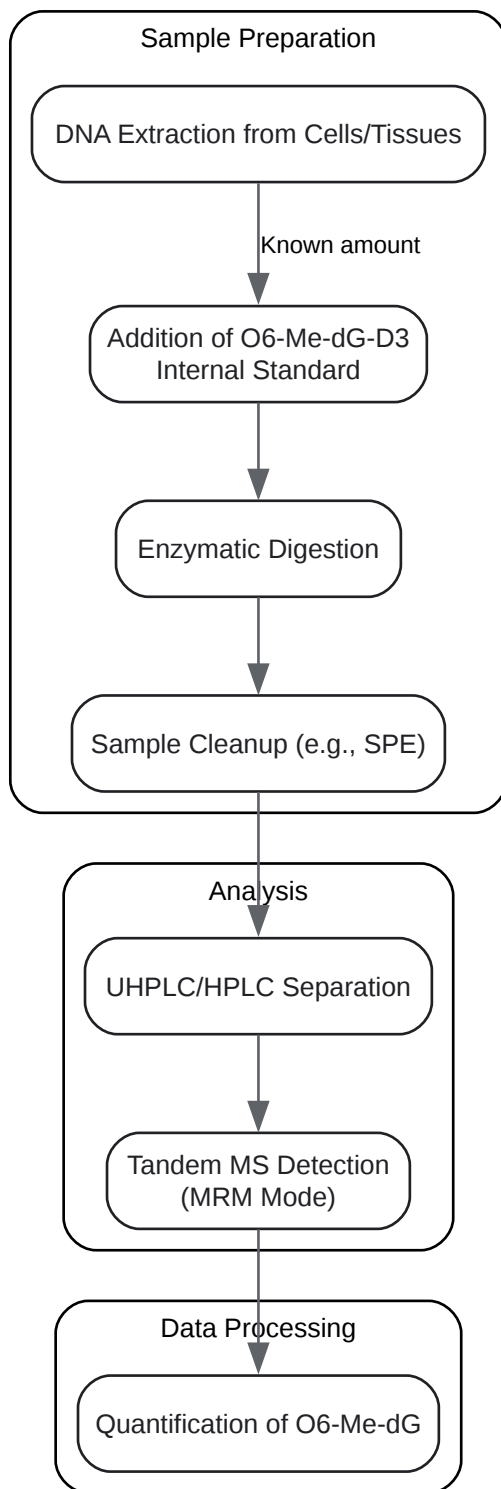 Sample Preparation
DNA Extraction from Cells/Tissues
Known amount
Addition of O6-Me-dG-D3
Internal Standard
Enzymatic Digestion
Sample Cleanup (e.g., SPE)
Analysis
UHPLC/HPLC Separation
Tandem MS Detection
(MRM Mode)
Data Processing
Quantification of O6-Me-dG